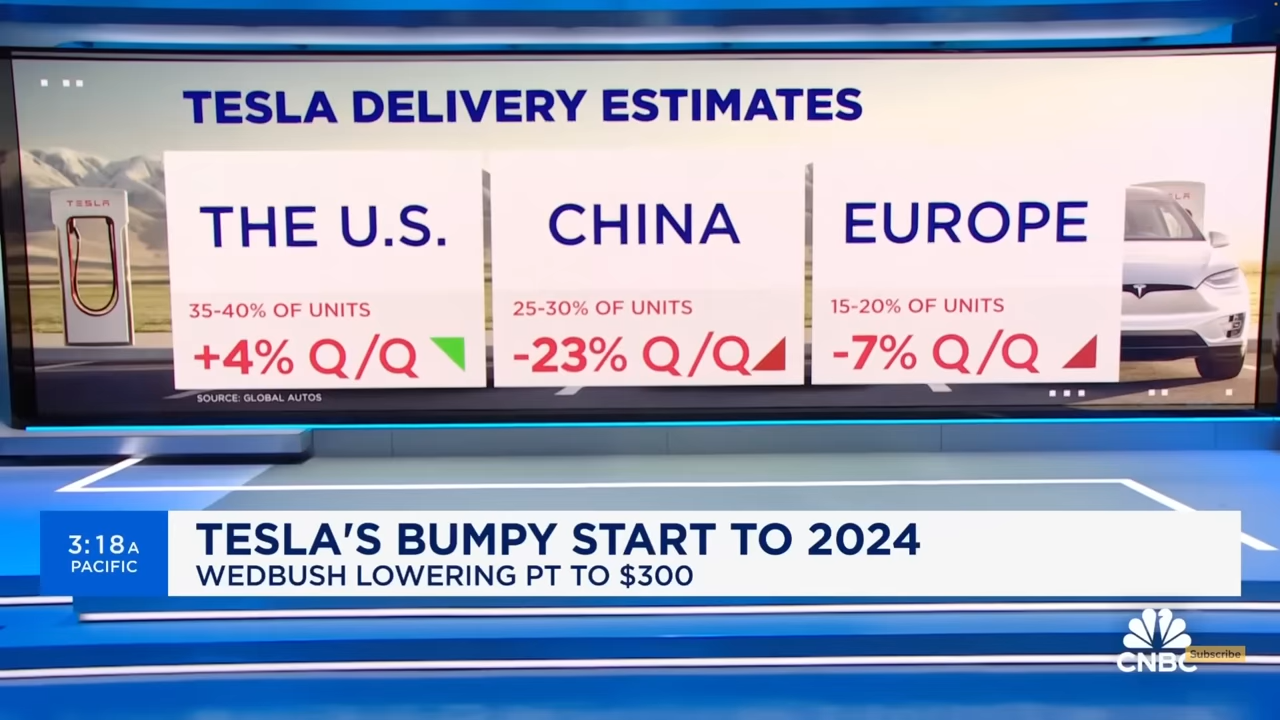 TESLA DELIVERY ESTIMATES
TESLA
THE U.S.
35-40% OF UNITS
+4% Q/Q
CHINA
25-30% OF UNITS
-23% Q/Q
EUROPE
15-20% OF UNITS
-7% Q/Q
SOURCE: GLOBAL AUTOS
3:18A
PACIFIC
TESLA'S BUMPY START TO 2024
WEDBUSH LOWERING PT TO $300
CNBC
Subscribe